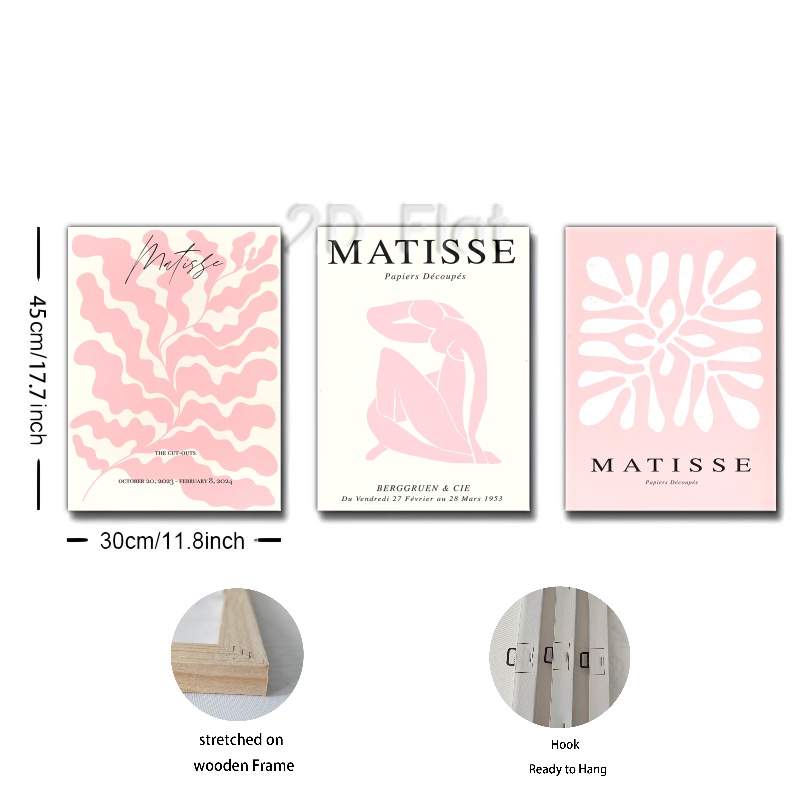 2D Flat
Matisse
THE CUT-OUTS
OCTOBER 20, 2023 - FEBRUARY 8, 2024
MATISSE
Papiers Découpés
BERGGRUEN & CIE
Du Vendredi 27 Février au 28 Mars 1953
MATISSE
Papiers Découpés
45cm/17.7inch
30cm/11.8inch
stretched on
wooden Frame
Hook
Ready to Hang